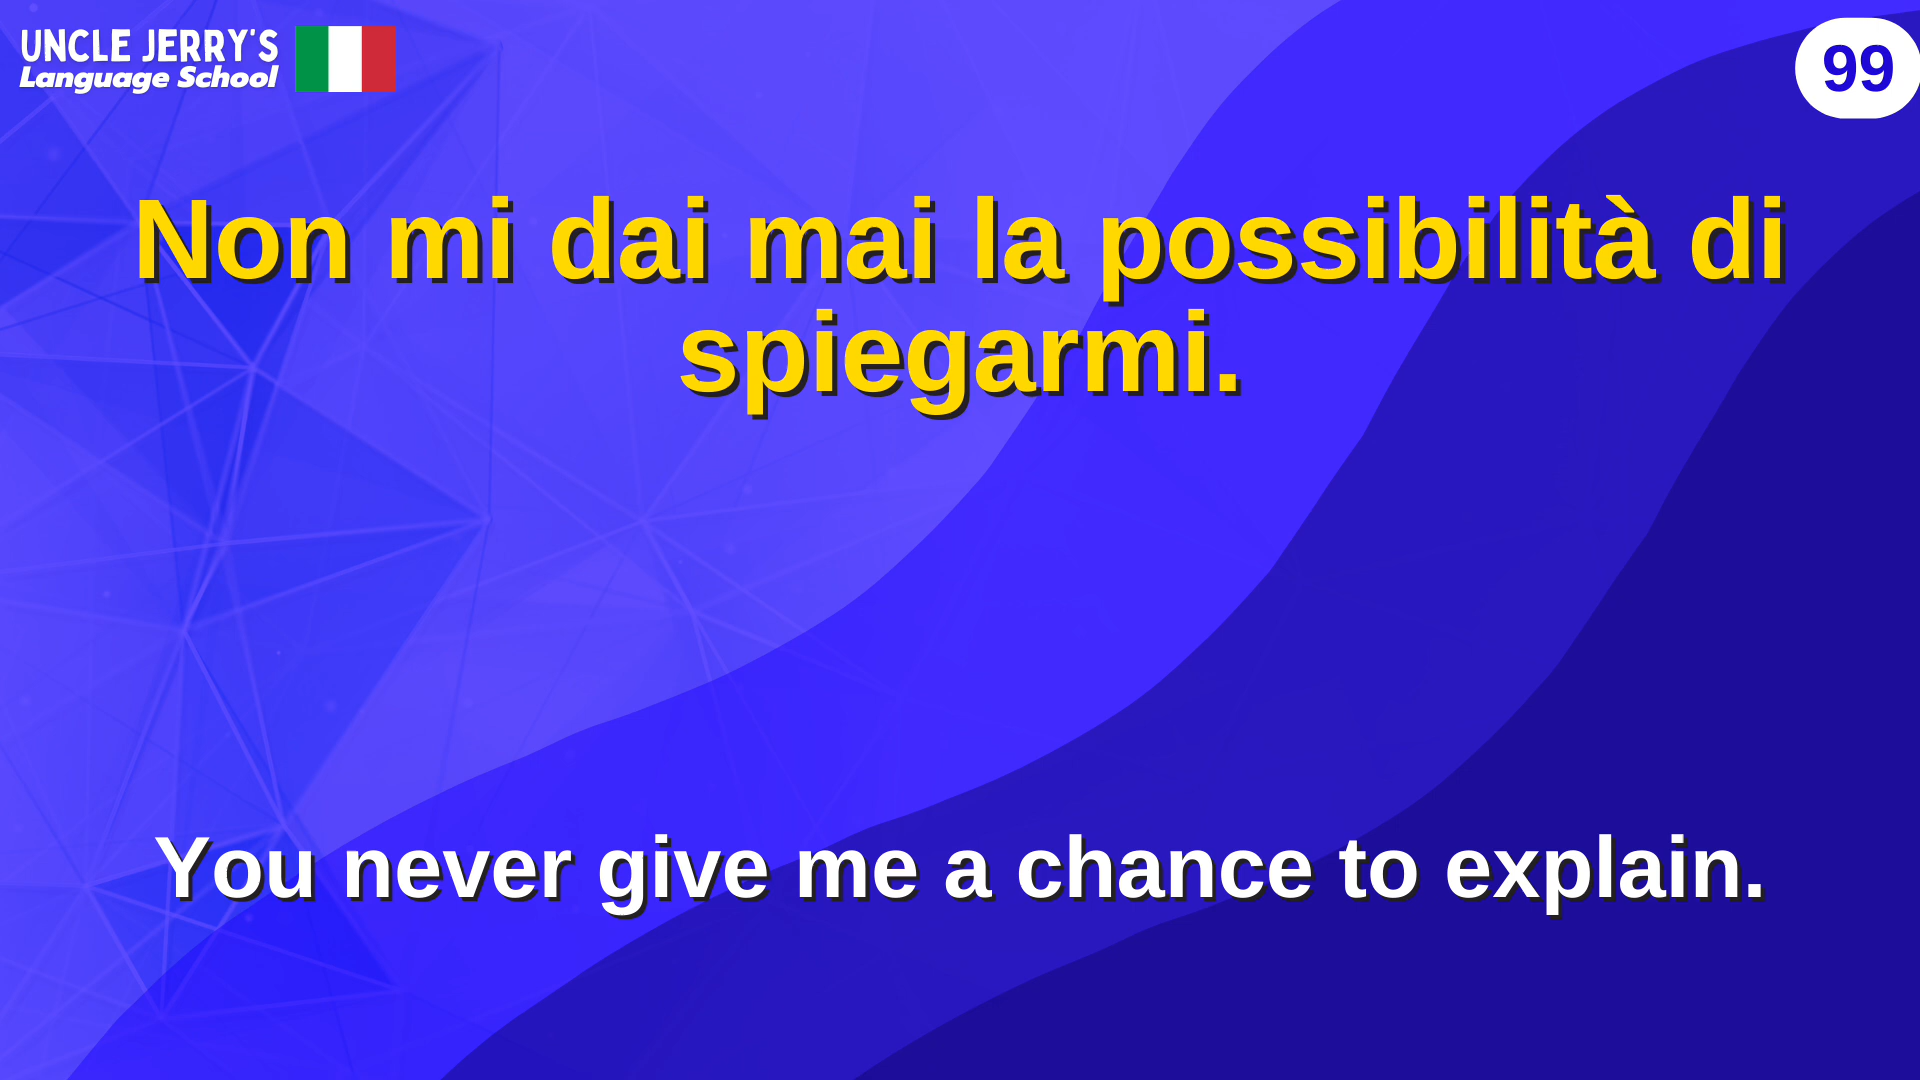 UNCLE JERRY'S
Language School
99
Non mi dai mai la possibilità di
spiegarmi.
You never give me a chance to explain.